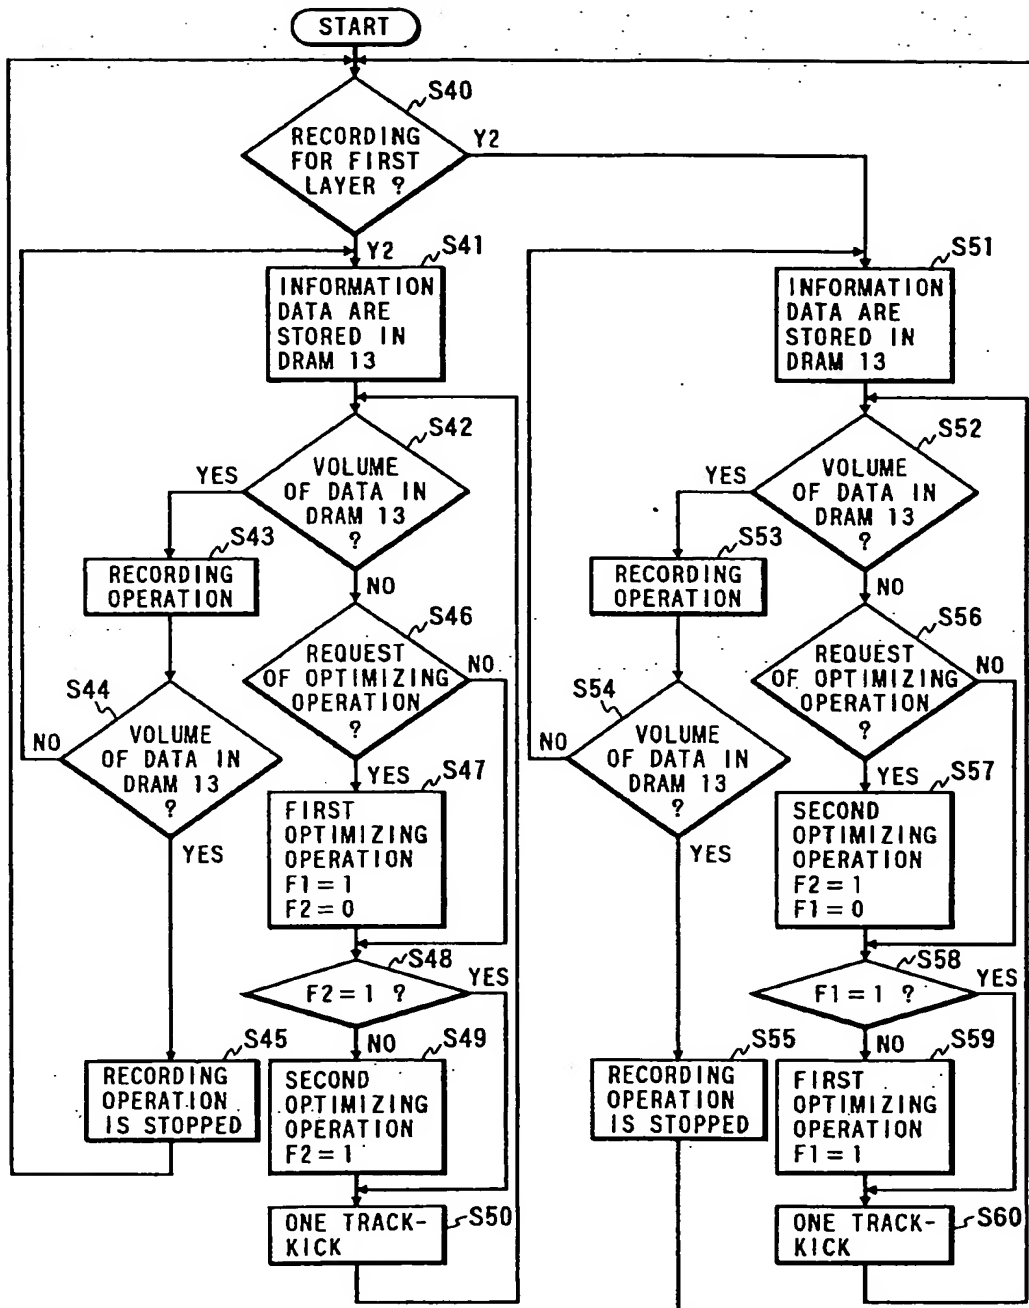 START
S40
RECORDING
FOR FIRST
LAYER ?
Y2
Y2
S41
INFORMATION
DATA ARE
STORED IN
DRAM 13
S42
VOLUME
OF DATA IN
DRAM 13
?
YES
NO
S43
RECORDING
OPERATION
S44
VOLUME
OF DATA IN
DRAM 13
?
NO
YES
S45
RECORDING
OPERATION
IS STOPPED
S46
REQUEST
OF OPTIMIZING
OPERATION
?
NO
YES
S47
FIRST
OPTIMIZING
OPERATION
F1 = 1
F2 = 0
S48
F2 = 1 ?
YES
NO
S49
SECOND
OPTIMIZING
OPERATION
F2 = 1
S50
ONE TRACK-
KICK
S51
INFORMATION
DATA ARE
STORED IN
DRAM 13
S52
VOLUME
OF DATA IN
DRAM 13
?
YES
NO
S53
RECORDING
OPERATION
S54
VOLUME
OF DATA IN
DRAM 13
?
NO
YES
S55
RECORDING
OPERATION
IS STOPPED
S56
REQUEST
OF OPTIMIZING
OPERATION
?
NO
YES
S57
SECOND
OPTIMIZING
OPERATION
F2 = 1
F1 = 0
S58
F1 = 1 ?
YES
NO
S59
FIRST
OPTIMIZING
OPERATION
F1 = 1
S60
ONE TRACK-
KICK